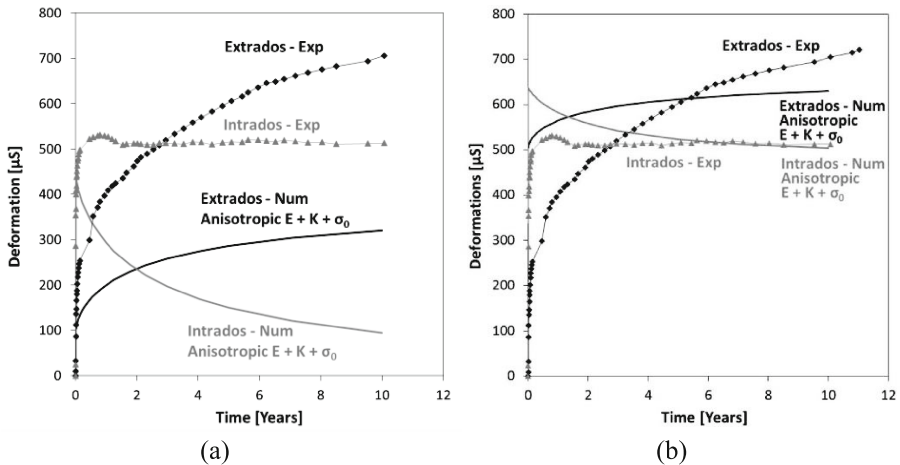 (a)
800
700
600
500
400
300
200
100
0
Deformation [µS]
Extrados - Exp
Intrados - Exp
Extrados - Num
Anisotropic E + K + σ0
Intrados - Num
Anisotropic E + K + σ0
0 2 4 6 8 10 12
Time [Years]
(b)
800
700
600
500
400
300
200
100
0
Deformations [µS]
Extrados - Exp
Extrados - Num
Anisotropic
E + K + σ0
Intrados - Exp
Intrados - Num
Anisotropic
E + K + σ0
0 2 4 6 8 10 12
Time [Years]